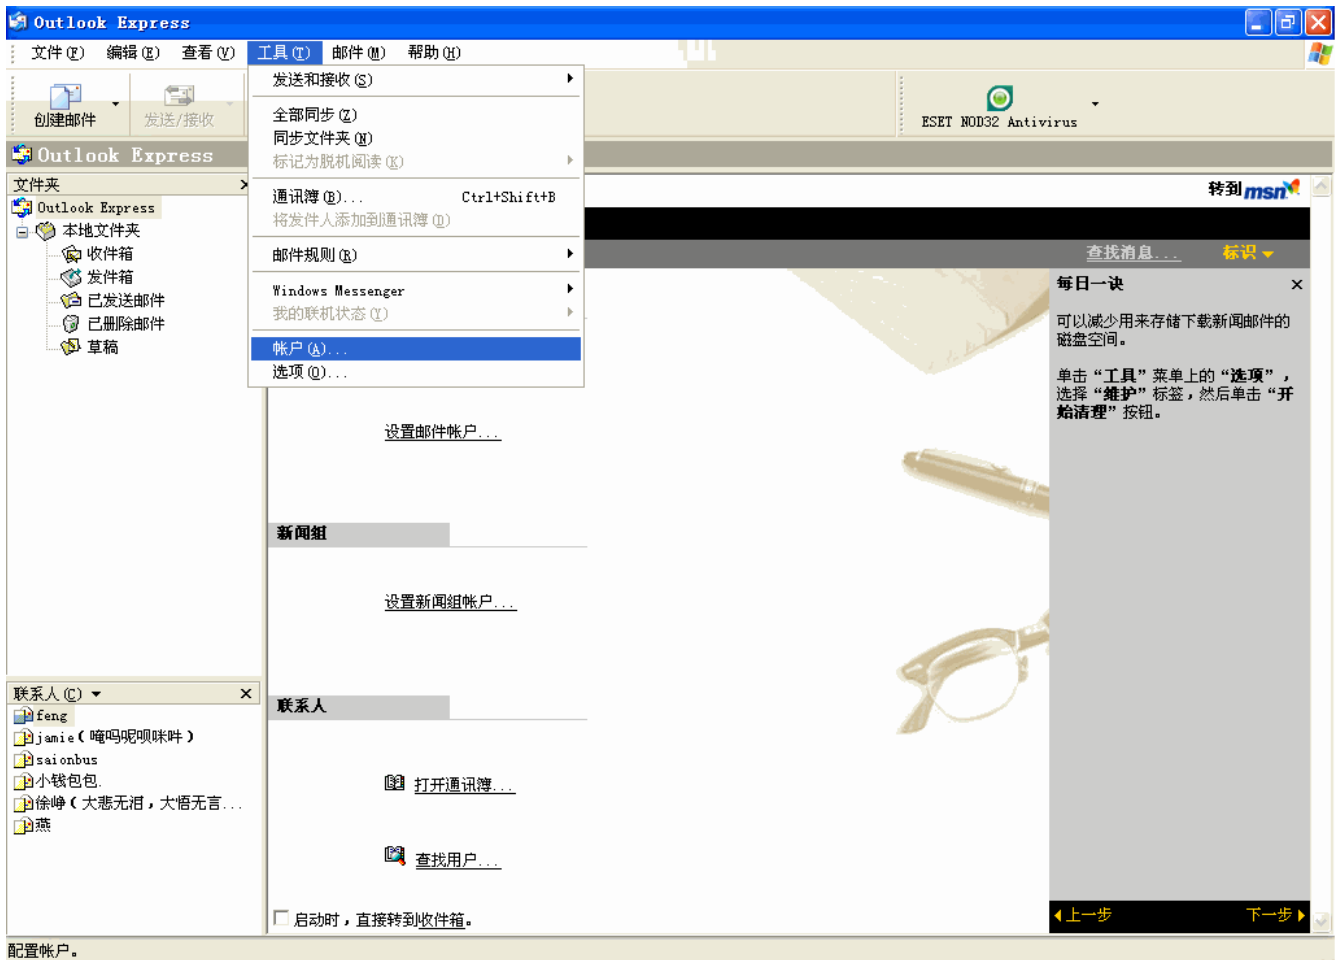 Outlook Express
文件(F) 编辑(E) 查看(V) 工具(T) 邮件(M) 帮助(H)
创建邮件
发送/接收
ESET NOD32 Antivirus
Outlook Express
文件夹
Outlook Express
本地文件夹
收件箱
发件箱
已发送邮件
已删除邮件
草稿
发送和接收(S)
全部同步(Z)
同步文件夹(N)
标记为脱机阅读(K)
通讯簿(B)... Ctrl+Shift+B
将发件人添加到通讯簿(D)
邮件规则(R)
Windows Messenger
我的联机状态(Y)
帐户(A)...
选项(O)...
转到 msn
查找消息... 标识
设置邮件帐户...
新闻组
设置新闻组帐户...
联系人
打开通讯簿...
查找用户...
启动时，直接转到收件箱。
每日一诀
可以减少用来存储下载新闻邮件的
磁盘空间。
单击“工具”菜单上的“选项”，
选择“维护”标签，然后单击“开
始清理”按钮。
上一步 下一步
联系人(C)
feng
jamie(唵吗呢呗咪吽)
saionbus
小钱包包.
徐峥(大悲无泪，大悟无言...
燕
配置帐户。